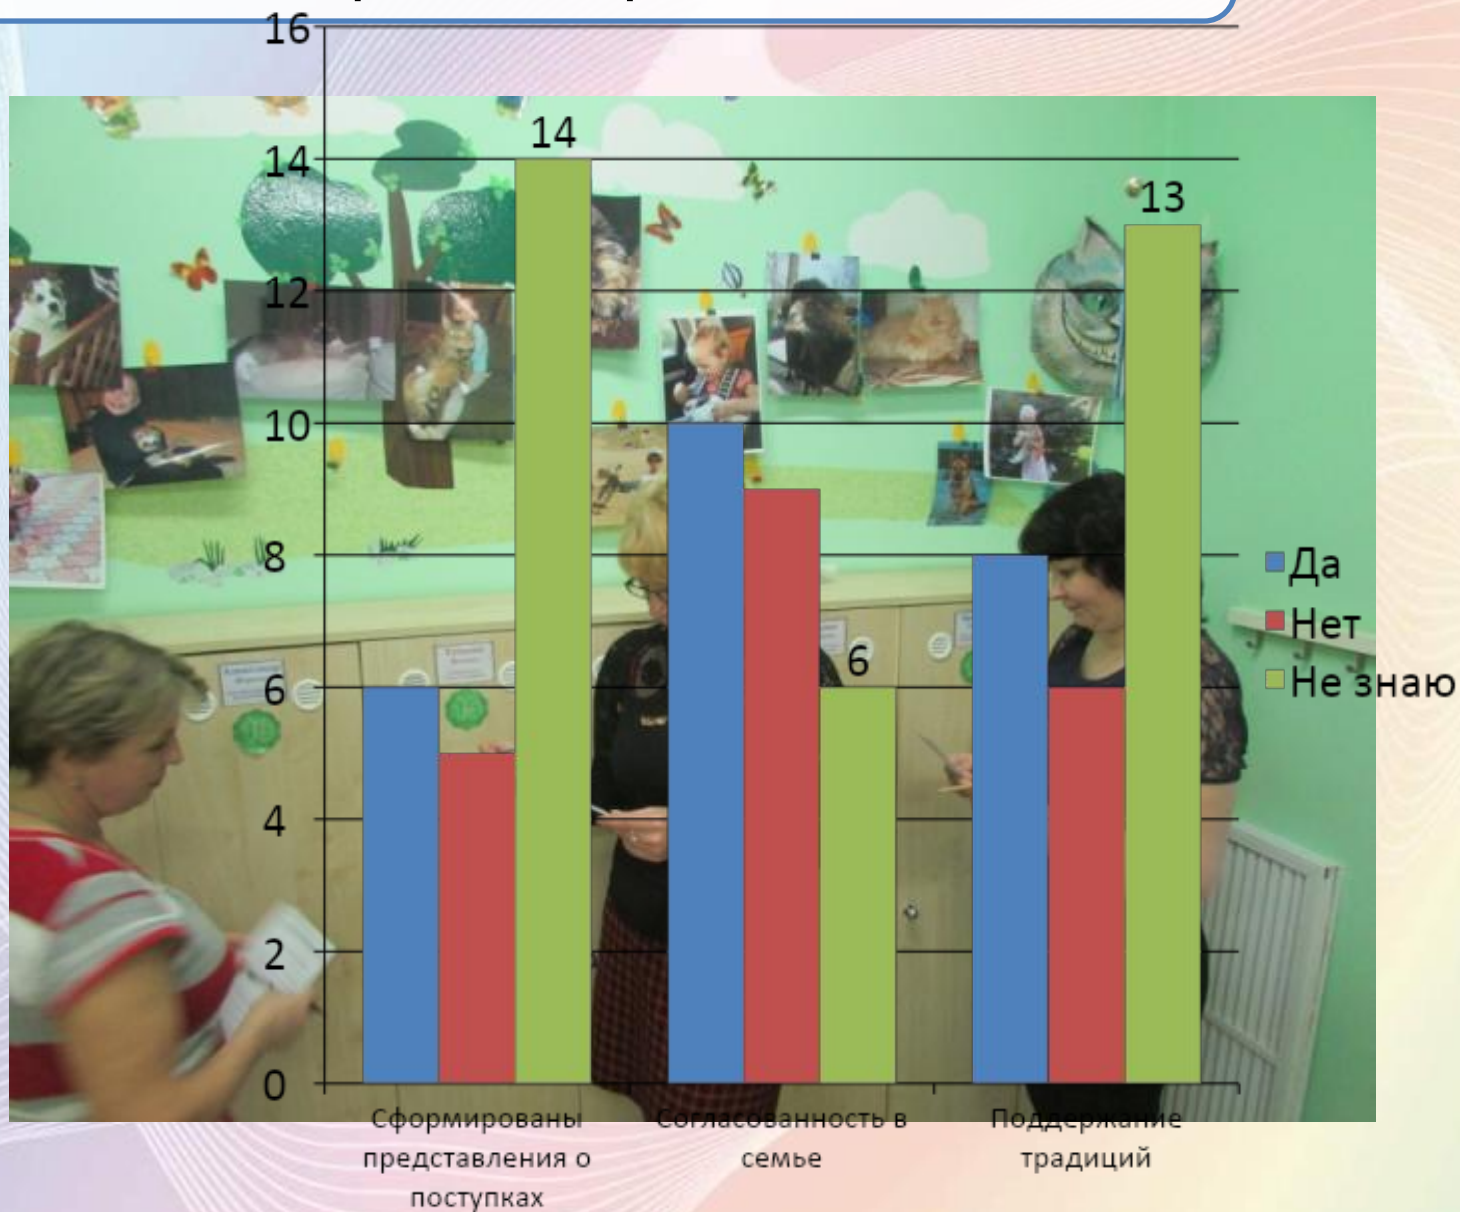 16
14
12
10
8
6
4
2
0
14
6
13
Да
Нет
Не знаю
Сформированы
представления о
поступках
Согласованность в
семье
Поддержание
традиций